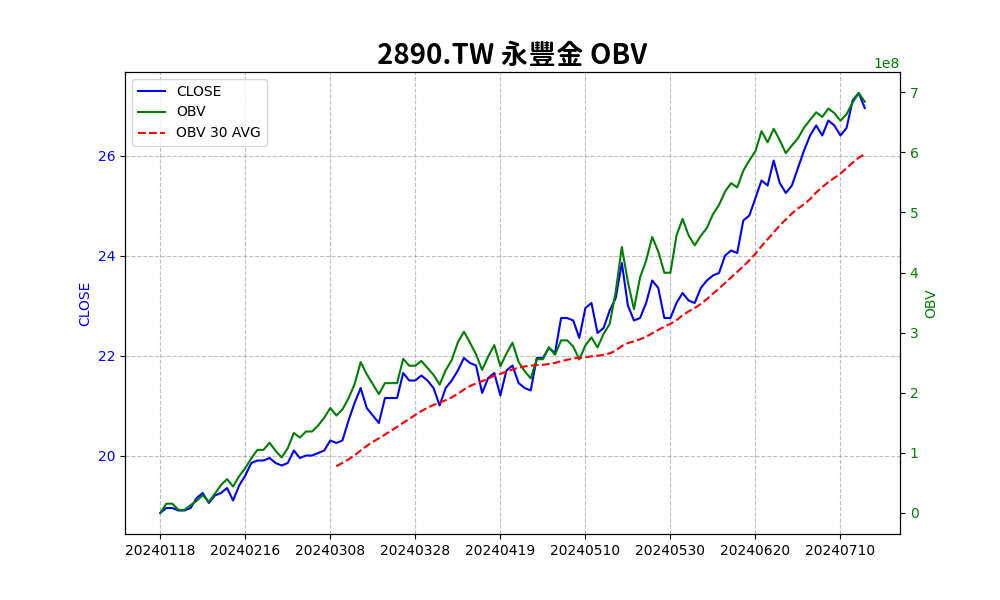 2890.TW 永豐金 OBV
1e8
CLOSE
OBV
OBV 30 AVG
26
24
22
20
CLOSE
7
6
5
4
3
2
1
0
OBV
20240118 20240216 20240308 20240328 20240419 20240510 20240530 20240620 20240710